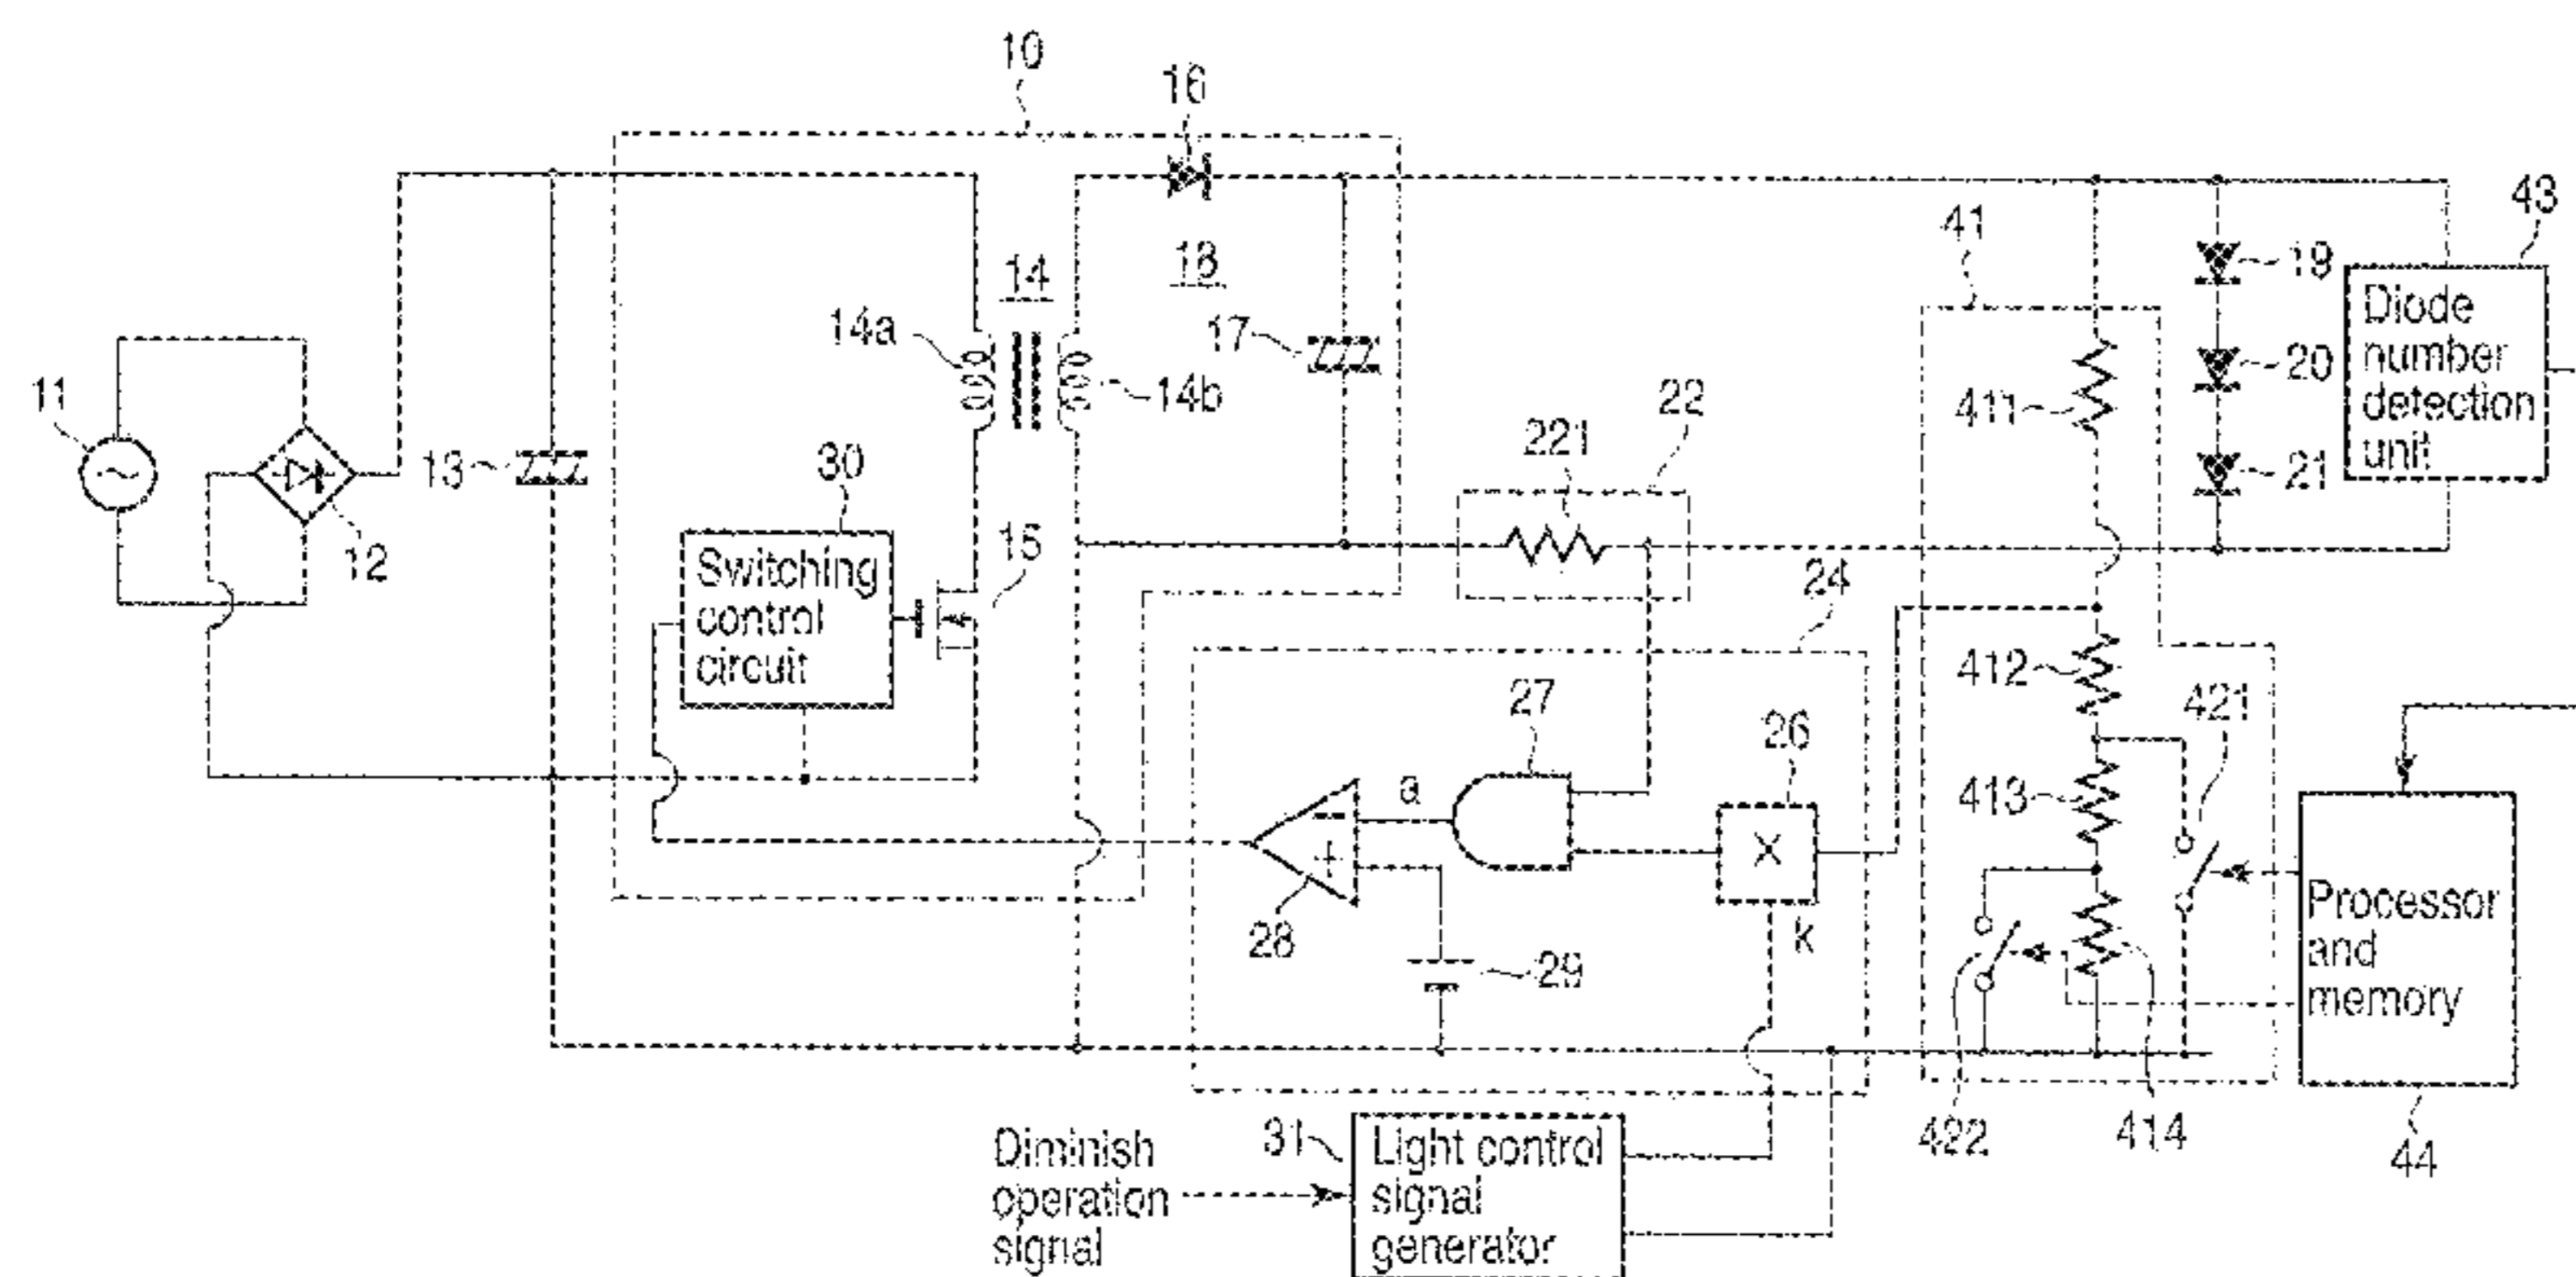 10
16
43
41
18
14
19
Diode
number
detection
unit
14a
17
20
11
14b
22
411
221
13
30
21
12
15
Switching
control
circuit
24
412
27
421
26
a
413
X
−
+
28
k
Processor
and
memory
29
422
414
44
31
Diminish
operation
signal
Light control
signal
generator